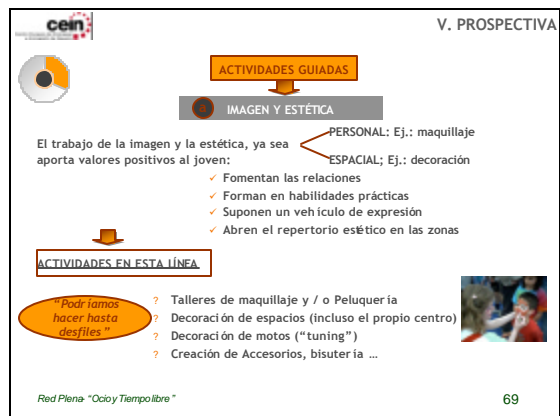 cein
V. PROSPECTIVA
ACTIVIDADES GUIADAS
IMAGEN Y ESTÉTICA
El trabajo de la imagen y la estética, ya sea
aporta valores positivos al joven:
PERSONAL: Ej.: maquillaje
ESPACIAL; Ej.: decoración
✓ Fomentan las relaciones
✓ Forman en habilidades prácticas
✓ Suponen un vehículo de expresión
✓ Abren el repertorio estético en las zonas
ACTIVIDADES EN ESTA LÍNEA
"Podríamos
hacer hasta
desfiles"
? Talleres de maquillaje y / o Peluquería
? Decoración de espacios (incluso el propio centro)
? Decoración de motos ("tuning")
? Creación de Accesorios, bisutería …
Red Plena- "Ocio y Tiempo libre"
69